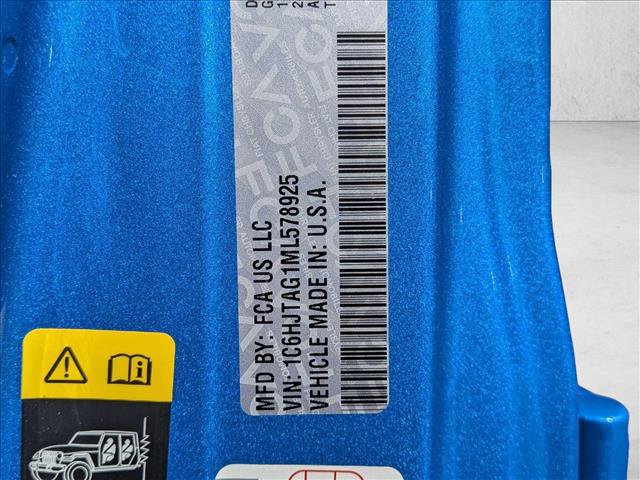 MFD BY: FCA US LLC
VIN: 1C6HJTAG1ML578925
VEHICLE MADE IN: U.S.A.